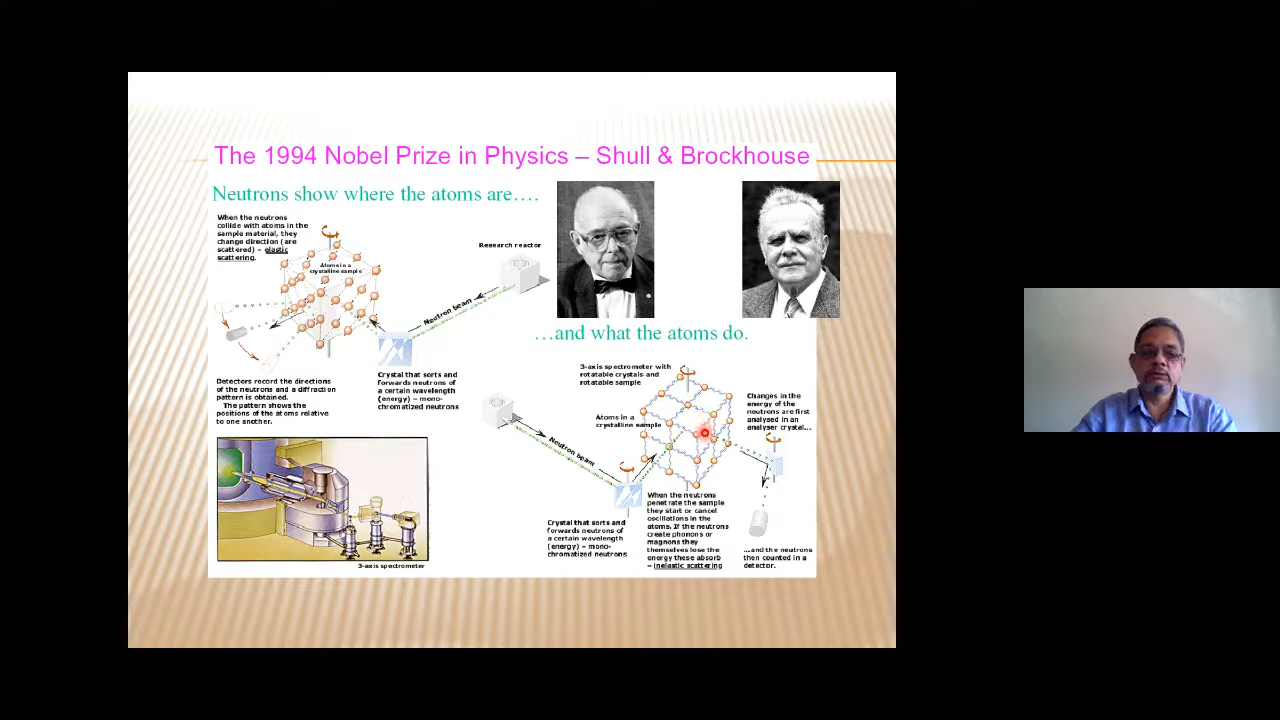 The 1994 Nobel Prize in Physics – Shull & Brockhouse
Neutrons show where the atoms are….
When the neutrons
collide with atoms in the
sample material, they
change direction (are
scattered) – elastic
scattering.
Atoms in a
crystalline sample
Research reactor
Neutron beam
Detectors record the directions
of the neutrons and a diffraction
pattern is obtained.
The pattern shows the
positions of the atoms relative
to one another.
Crystal that sorts and
forwards neutrons of
a certain wavelength
(energy) – mono-
chromatized neutrons
…and what the atoms do.
3-axis spectrometer with
rotatable crystals and
rotatable sample
Atoms in a
crystalline sample
Changes in the
energy of the
neutrons are first
analysed in an
analyser crystal...
Neutron beam
Crystal that sorts and
forwards neutrons of
a certain wavelength
(energy) – mono-
chromatized neutrons
When the neutrons
penetrate the sample
they start or cancel
oscillations in the
atoms. If the neutrons
create phonons or
magnons they
themselves lose the
energy these absorb
– inelastic scattering
...and the neutrons
then counted in a
detector.
3-axis spectrometer